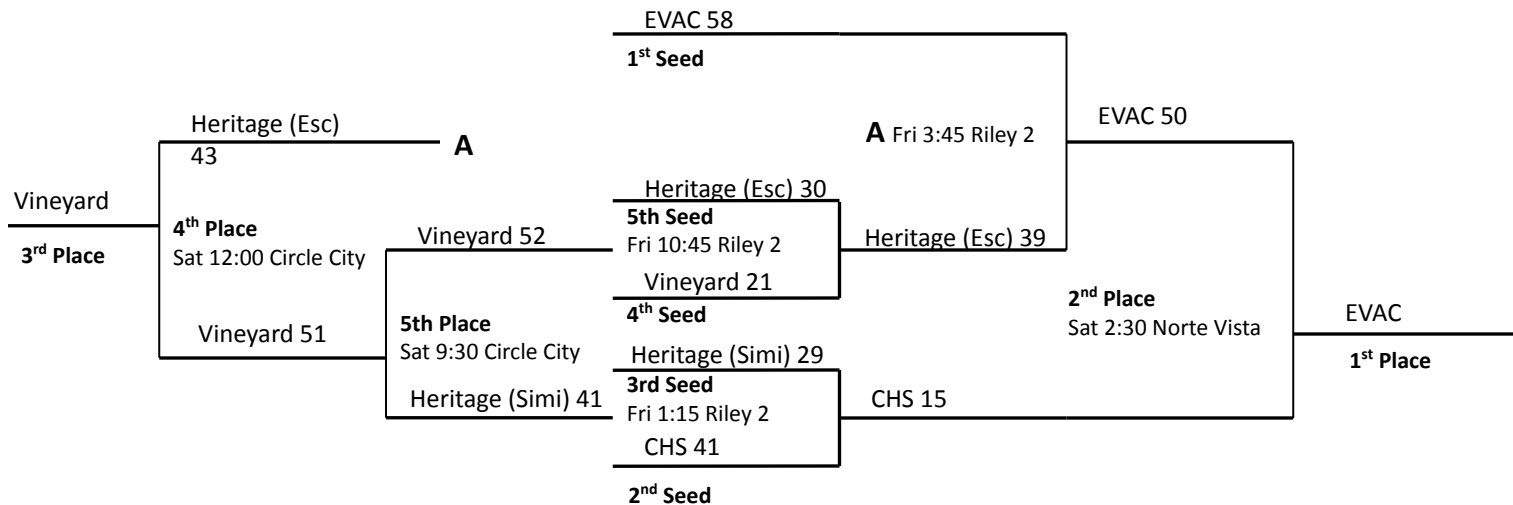 EVAC 58
1st Seed
Heritage (Esc)
43
A
A Fri 3:45 Riley 2
EVAC 50
Vineyard
3rd Place
4th Place
Sat 12:00 Circle City
Vineyard 52
Heritage (Esc) 30
5th Seed
Fri 10:45 Riley 2
Vineyard 21
4th Seed
Heritage (Esc) 39
2nd Place
Sat 2:30 Norte Vista
EVAC
1st Place
Vineyard 51
5th Place
Sat 9:30 Circle City
Heritage (Simi) 41
Heritage (Simi) 29
3rd Seed
Fri 1:15 Riley 2
CHS 41
2nd Seed
CHS 15